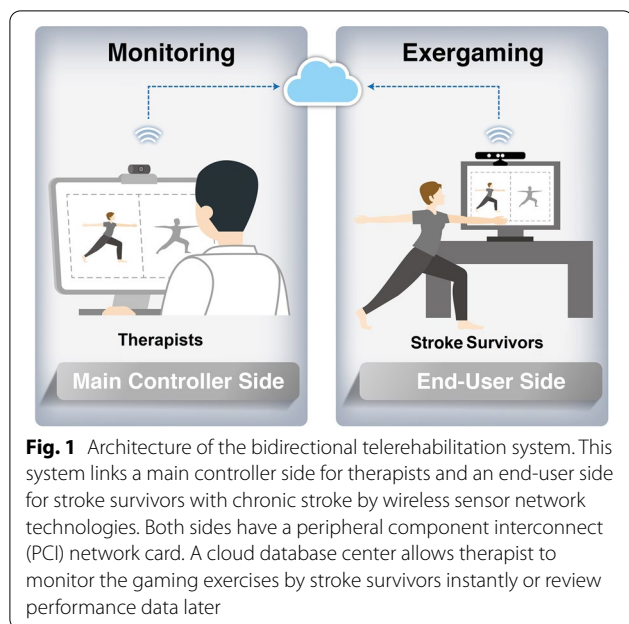 Monitoring
Exergaming
Therapists
Stroke Survivors
Main Controller Side
End-User Side
Fig. 1 Architecture of the bidirectional telerehabilitation system. This
system links a main controller side for therapists and an end-user side
for stroke survivors with chronic stroke by wireless sensor network
technologies. Both sides have a peripheral component interconnect
(PCI) network card. A cloud database center allows therapist to
monitor the gaming exercises by stroke survivors instantly or review
performance data later